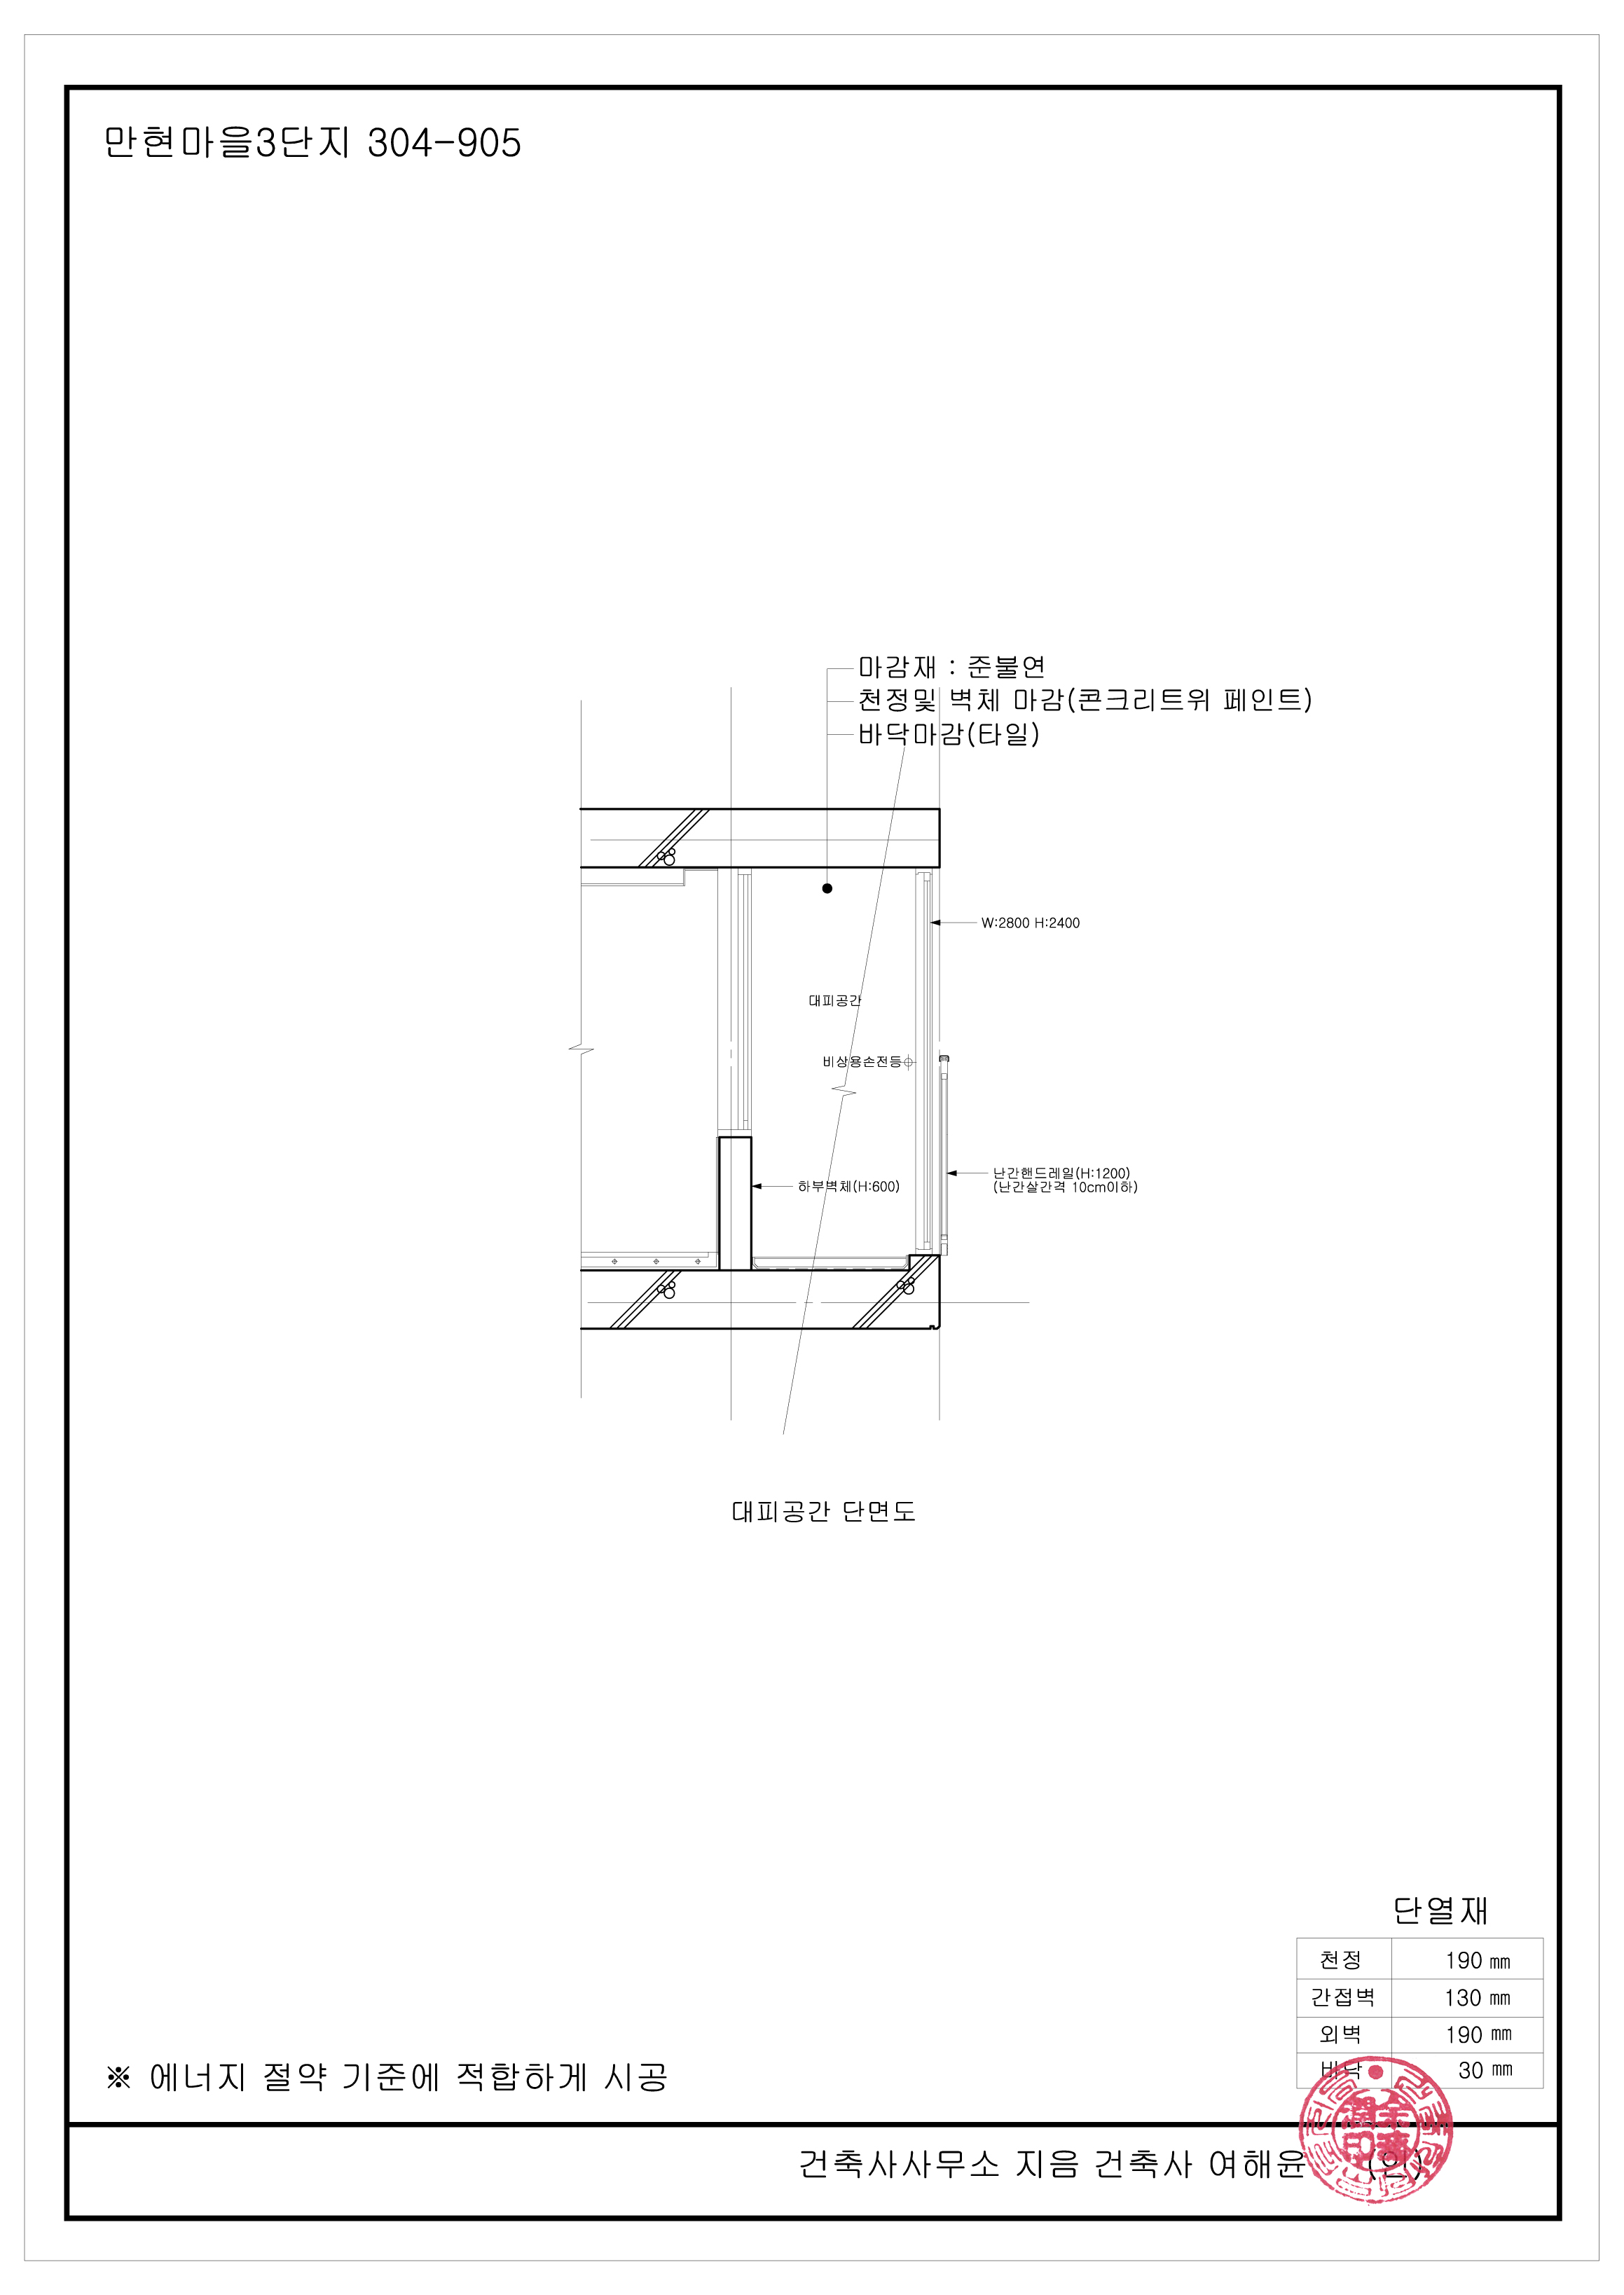 만현마을3단지 304-905
마감재 : 준불연
천정및 벽체 마감(콘크리트위 페인트)
바닥마감(타일)
W:2800 H:2400
대피공간
비상용손전등
난간핸드레일(H:1200)
(난간살간격 10cm이하)
하부벽체(H:600)
대피공간 단면도
단열재
천정 190 ㎜
간접벽 130 ㎜
외벽 190 ㎜
바닥 30 ㎜
※ 에너지 절약 기준에 적합하게 시공
건축사사무소 지음 건축사 여해윤 (인)